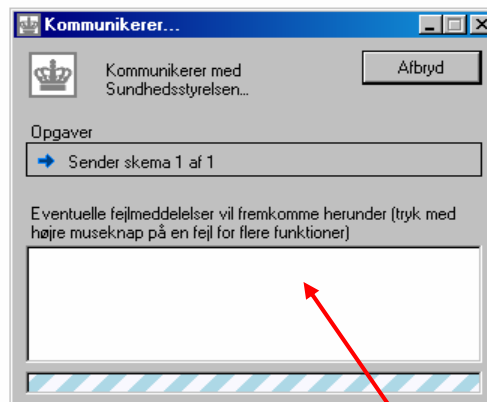 Kommunikerer...
Kommunikerer med
Sundhedsstyrelsen...
Afbryd
Opgaver
Sender skema 1 af 1
Eventuelle fejlmeddelelser vil fremkomme herunder (tryk med
højre museknap på en fejl for flere funktioner)